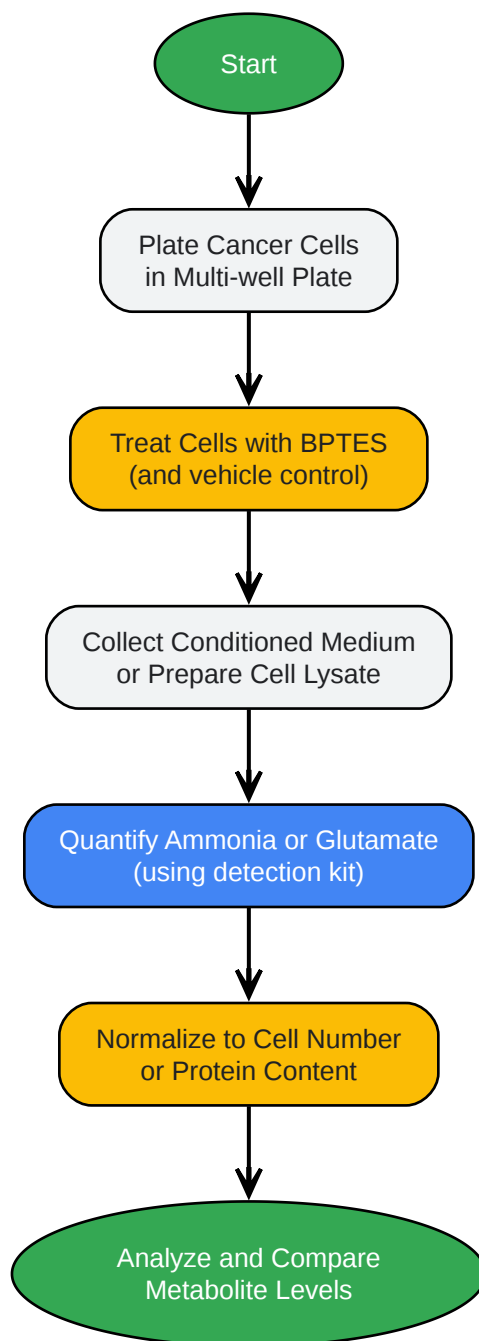 Start
Plate Cancer Cells
in Multi-well Plate
Treat Cells with BPTES
(and vehicle control)
Collect Conditioned Medium
or Prepare Cell Lysate
Quantify Ammonia or Glutamate
(using detection kit)
Normalize to Cell Number
or Protein Content
Analyze and Compare
Metabolite Levels